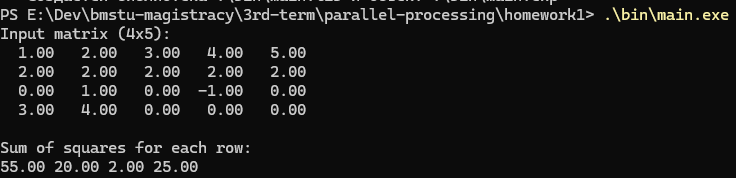 PS E:\Dev\bmstu-magistracy\3rd-term\parallel-processing\homework1> .\bin\main.exe
Input matrix (4x5):
1.00 2.00 3.00 4.00 5.00
2.00 2.00 2.00 2.00 2.00
0.00 1.00 0.00 -1.00 0.00
3.00 4.00 0.00 0.00 0.00
Sum of squares for each row:
55.00 20.00 2.00 25.00